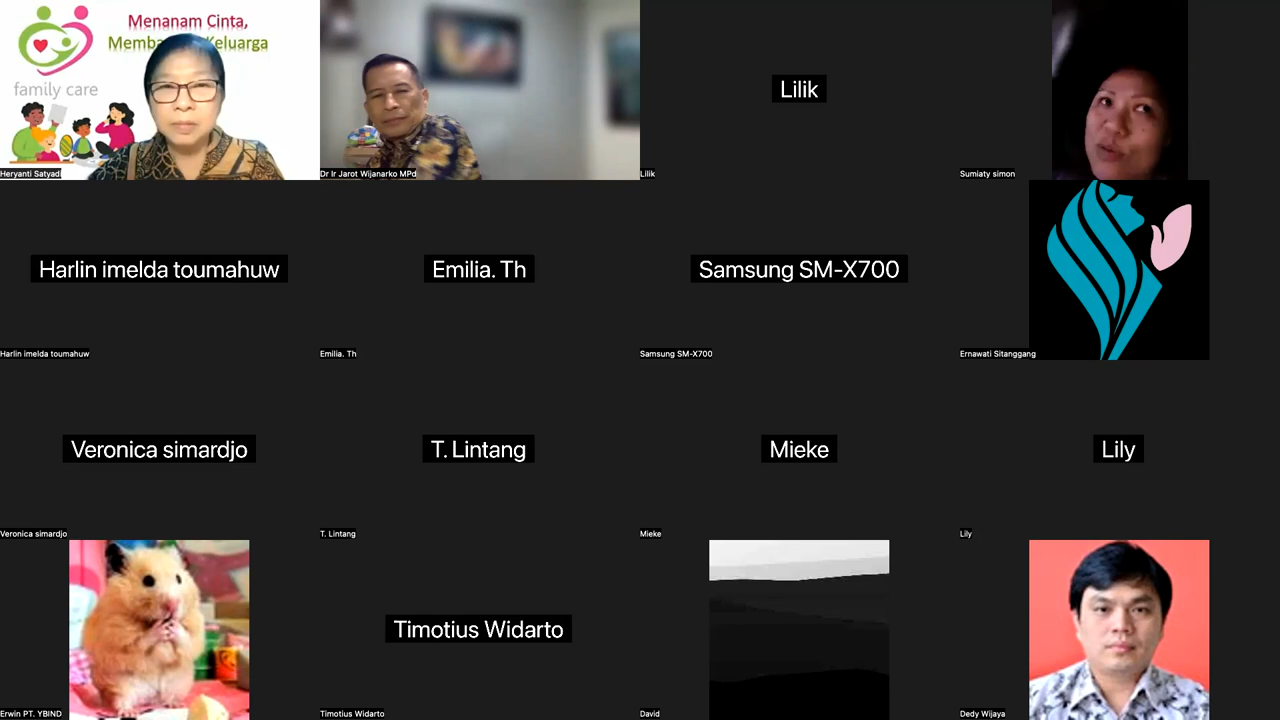 Menanam Cinta,
Keluarga
family care
Lilik
Heryanti Satyadi
Dr Ir Jarot Wijanarko MPd
Lilik
Sumiaty simon
Harlin imelda toumahuw
Emilia. Th
Samsung SM-X700
Harlin imelda toumahuw
Emilia. Th
Samsung SM-X700
Ernawati Sitanggang
Veronica simardjo
T. Lintang
Mieke
Lily
Veronica simardjo
T. Lintang
Mieke
Lily
Timotius Widarto
Erwin PT. YBIND
Timotius Widarto
David
Dedy Wijaya